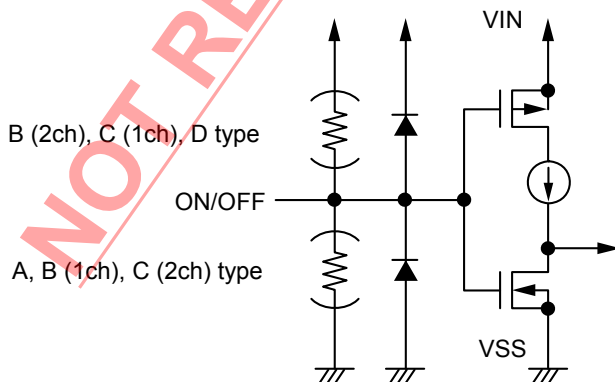 VIN
B (2ch), C (1ch), D type
ON/OFF
A, B (1ch), C (2ch) type
VSS
NOT RE